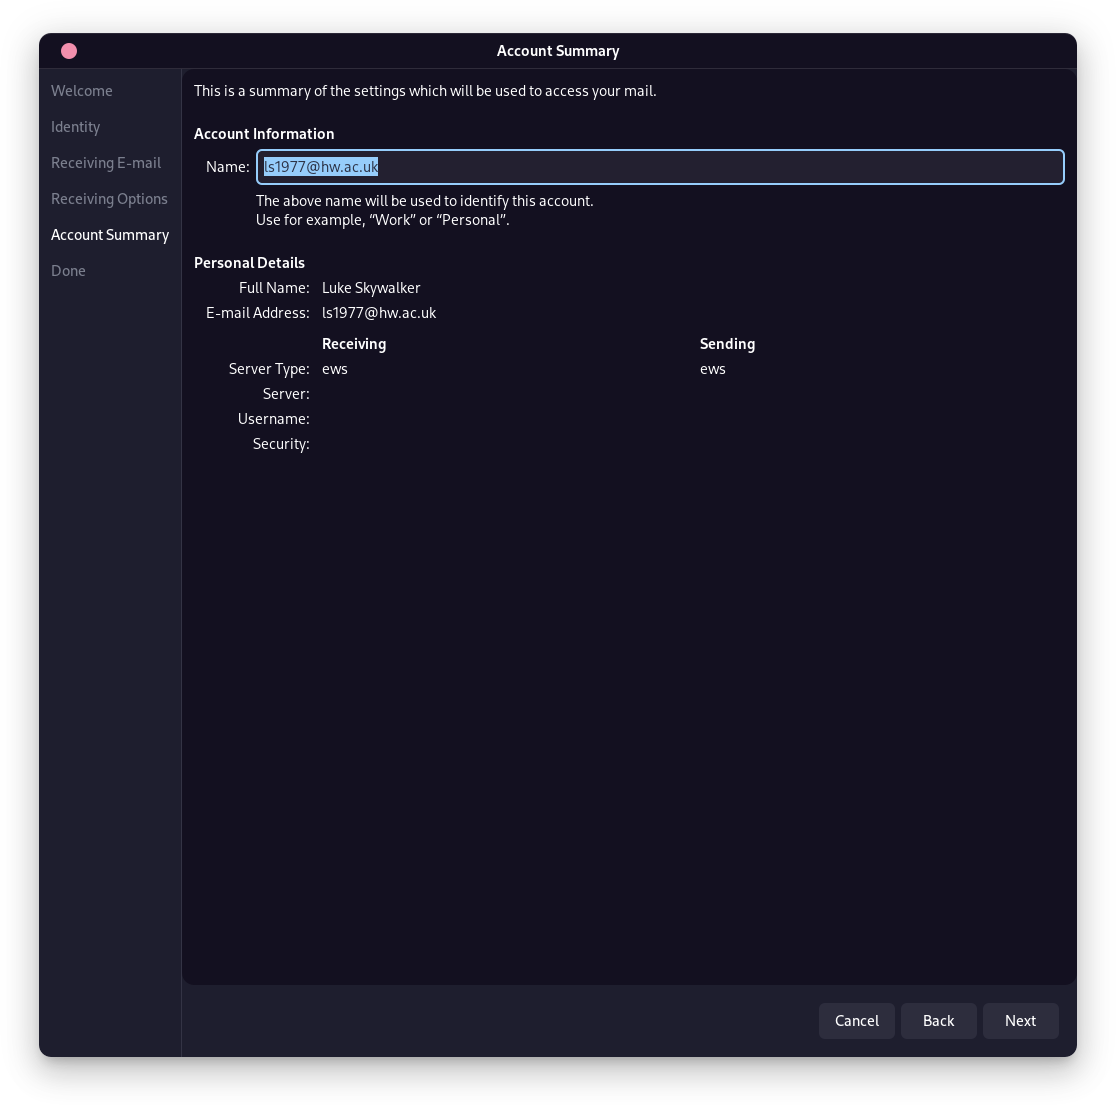 Account Summary
Welcome
Identity
Receiving E-mail
Receiving Options
Account Summary
Done
This is a summary of the settings which will be used to access your mail.
Account Information
Name: ls1977@hw.ac.uk
The above name will be used to identify this account.
Use for example, “Work” or “Personal”.
Personal Details
Full Name: Luke Skywalker
E-mail Address: ls1977@hw.ac.uk
Receiving Sending
Server Type: ews ews
Server:
Username:
Security:
Cancel Back Next